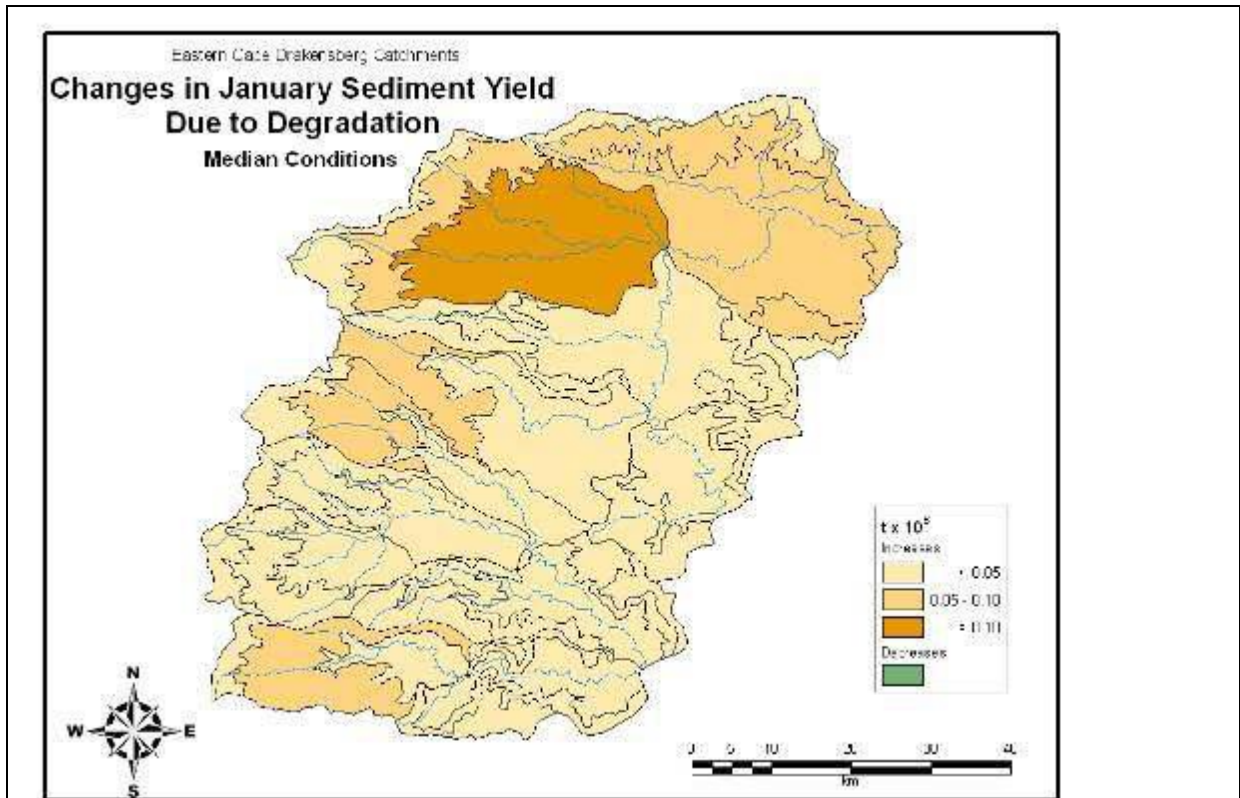 Eastern Cape Drakensberg Catchments
Changes in January Sediment Yield
Due to Degradation
Median Conditions
t x 10
Increases
0.05
0.05 - 0.10
0.10
Decreases
N
W E
S
0 5 10 20 30 40
km